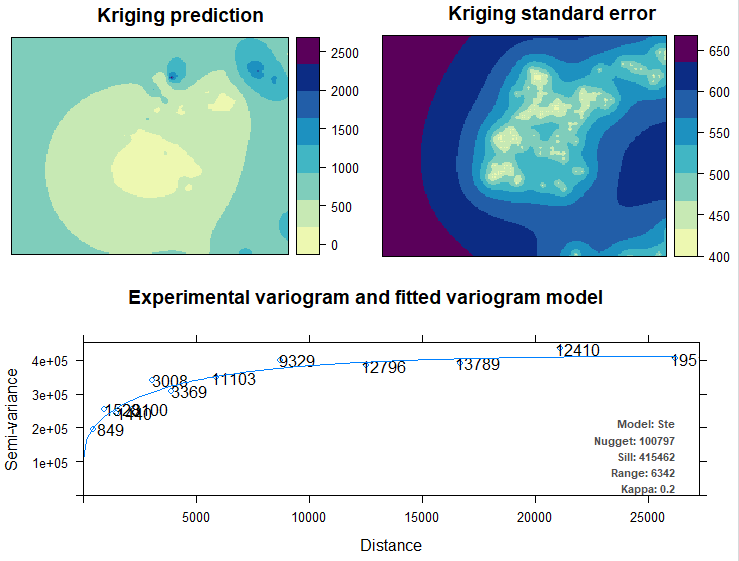 Kriging prediction
Kriging standard error
2500
2000
1500
1000
500
0
650
600
550
500
450
400
Experimental variogram and fitted variogram model
Semi-variance
4e+05
3e+05
2e+05
1e+05
849
1440
3100
3008
3369
11103
9329
12796
13789
12410
195
Model: Ste
Nugget: 100797
Sill: 415462
Range: 6342
Kappa: 0.2
5000
10000
15000
20000
25000
Distance